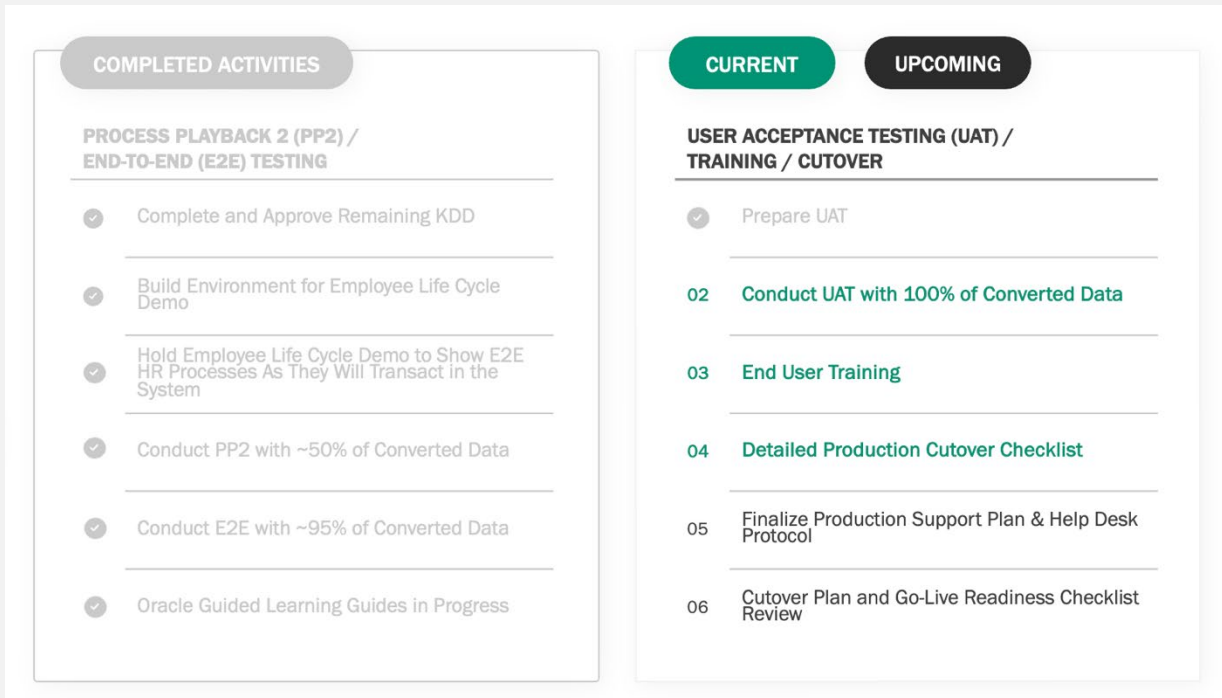 COMPLETED ACTIVITIES
PROCESS PLAYBACK 2 (PP2) /
END-TO-END (E2E) TESTING
Complete and Approve Remaining KDD
Build Environment for Employee Life Cycle
Demo
Hold Employee Life Cycle Demo to Show E2E
HR Processes As They Will Transact in the
System
Conduct PP2 with ~50% of Converted Data
Conduct E2E with ~95% of Converted Data
Oracle Guided Learning Guides in Progress
CURRENT
UPCOMING
USER ACCEPTANCE TESTING (UAT) /
TRAINING / CUTOVER
Prepare UAT
02 Conduct UAT with 100% of Converted Data
03 End User Training
04 Detailed Production Cutover Checklist
05 Finalize Production Support Plan & Help Desk
Protocol
06 Cutover Plan and Go-Live Readiness Checklist
Review